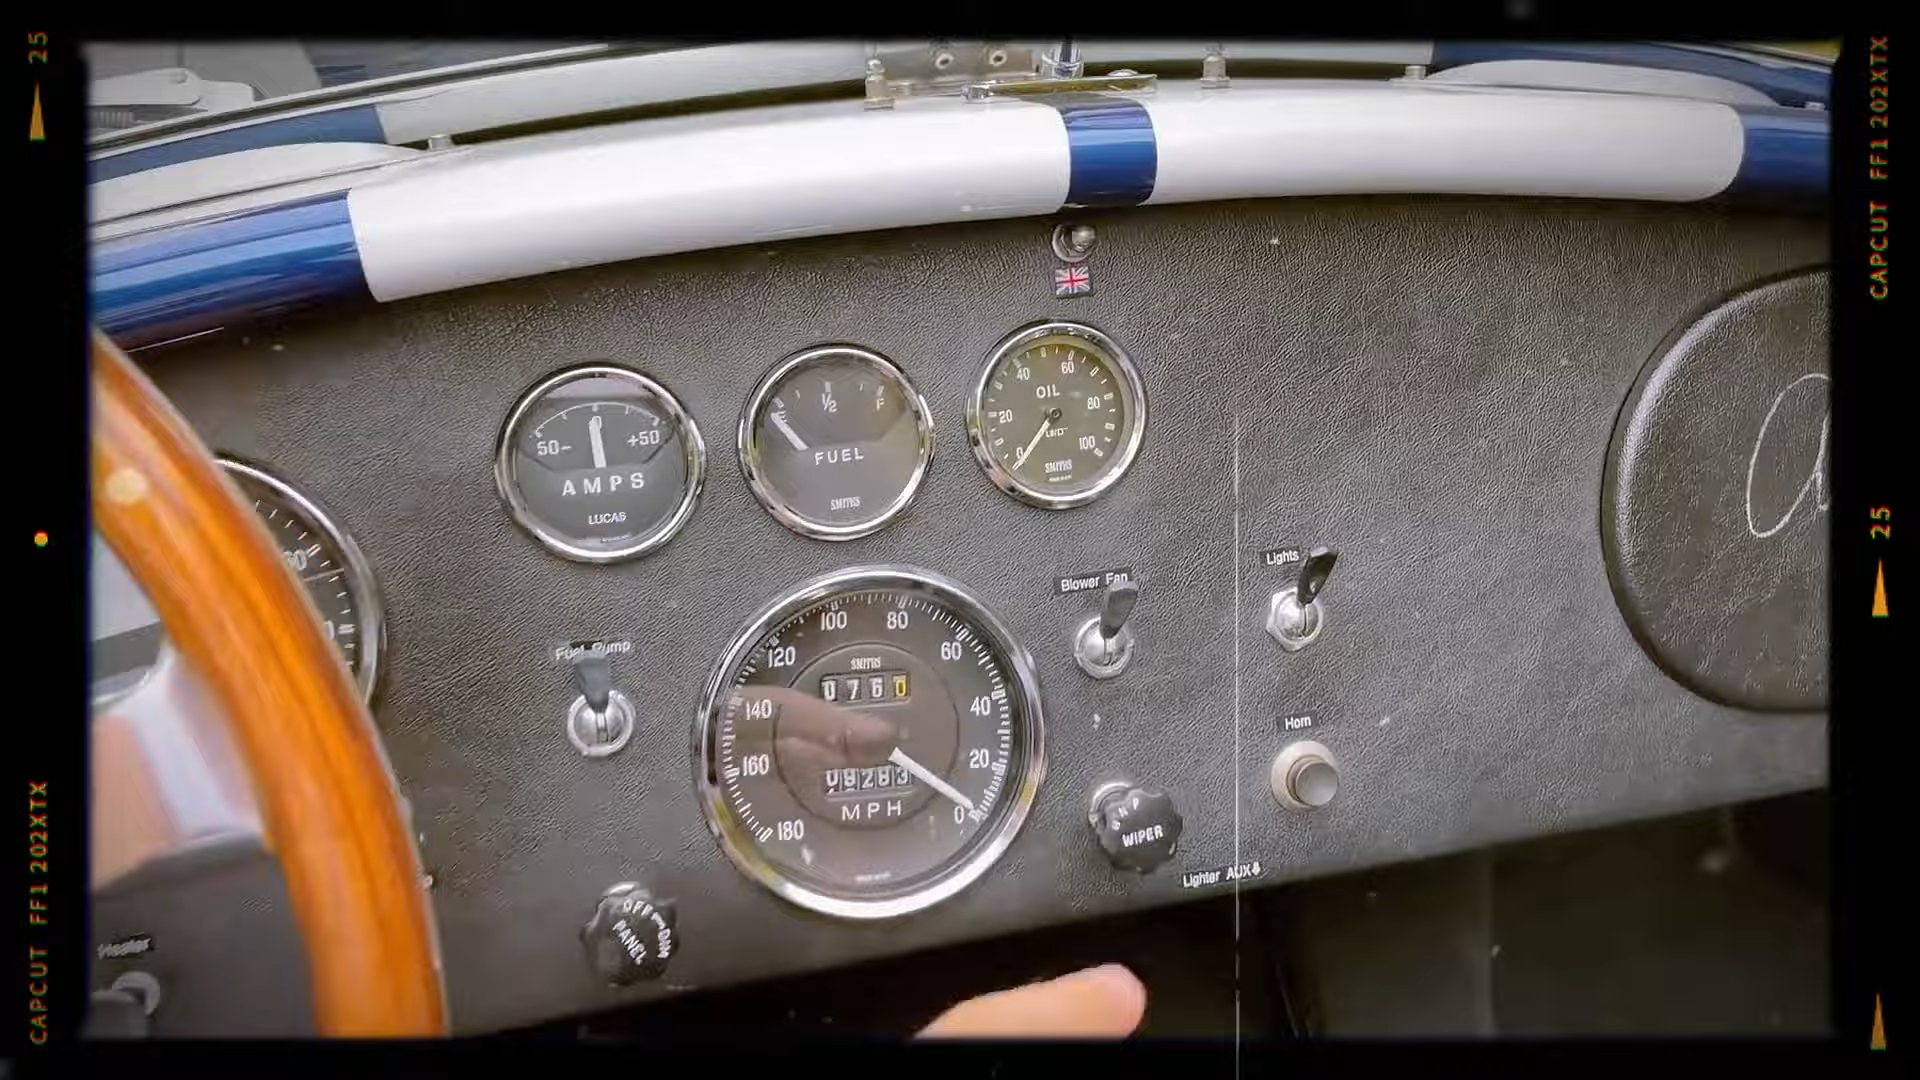 25
CAPCUT FF1 202XTX
40 60
OIL
20 80
0 100
SMITHS
0
50- +50
AMPS
LUCAS
1/2 F
FUEL
SMITHS
Lights
Blower Fan
Fuel Pump
100 80
120 60
SMITHS
0760
140 40
160 20
09283
MPH
0
180
25
Horn
WIPER
Lighter AUX
OFF
PANEL
Heater
CAPCUT FF1 202XTX